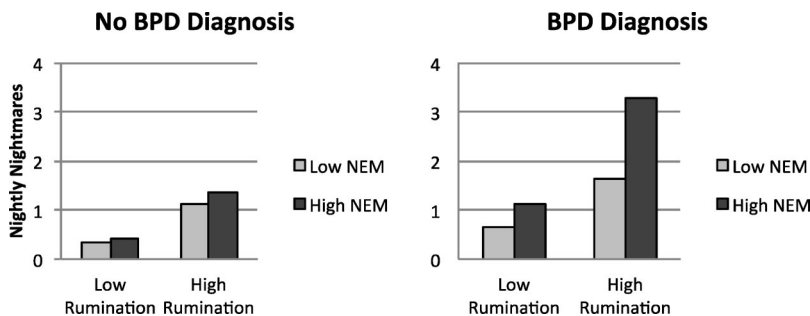 No BPD Diagnosis
Nightly Nightmares
4
3
2
1
0
Low Rumination
High Rumination
Low NEM
High NEM
BPD Diagnosis
4
3
2
1
0
Low Rumination
High Rumination
Low NEM
High NEM